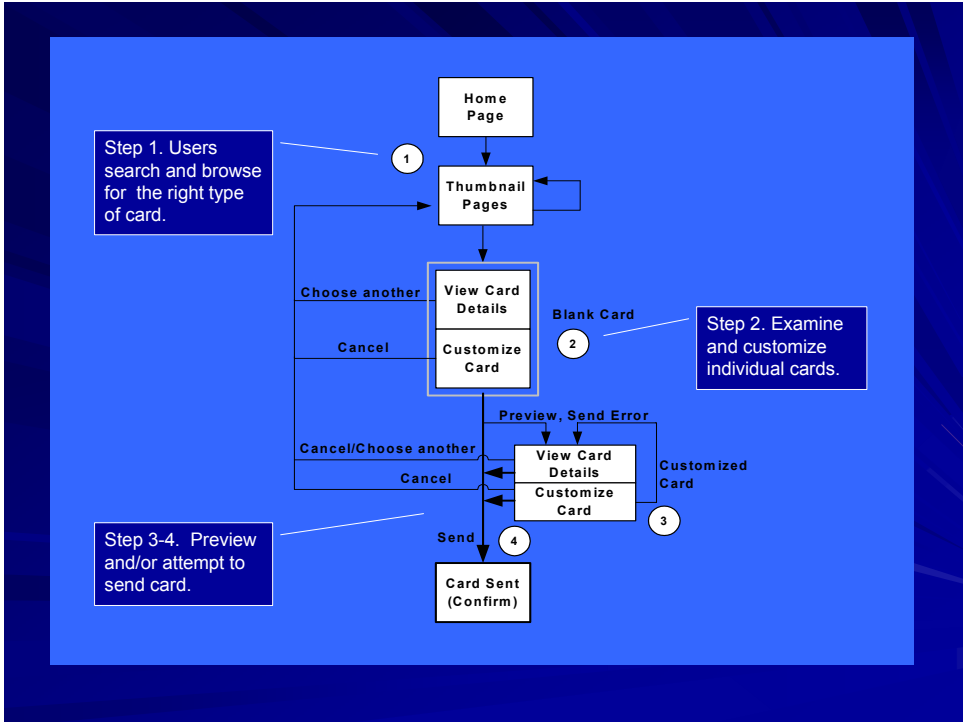 Home
Page
Step 1. Users
search and browse
for the right type
of card.
1
Thumbnail
Pages
Choose another
View Card
Details
Blank Card
Cancel
Customize
Card
2
Step 2. Examine
and customize
individual cards.
Preview, Send Error
Cancel/Choose another
View Card
Details
Customized
Card
Cancel
Customize
Card
3
Step 3-4. Preview
and/or attempt to
send card.
Send
4
Card Sent
(Confirm)